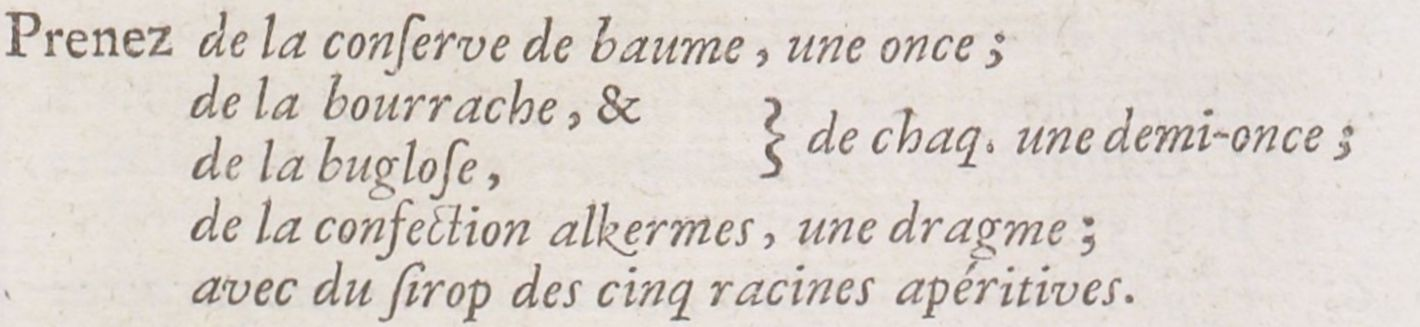 Prenez de la conſerve de baume, une once;
de la bourrache, &
} de chaq. une demi-once;
de la bugloſe,
de la confection alkermes, une dragme;
avec du ſirop des cinq racines apéritives.